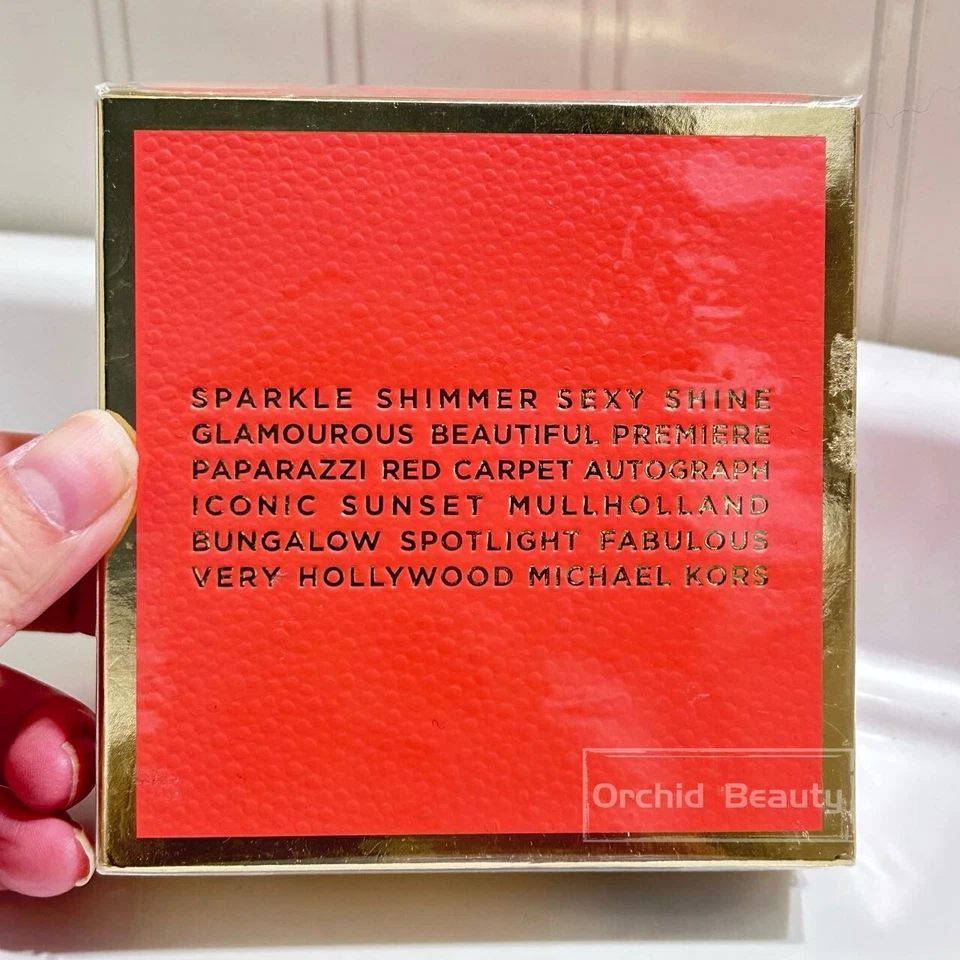 SPARKLE SHIMMER SEXY SHINE
GLAMOUROUS BEAUTIFUL PREMIERE
PAPARAZZI RED CARPET AUTOGRAPH
ICONIC SUNSET MULLHOLLAND
BUNGALOW SPOTLIGHT FABULOUS
VERY HOLLYWOOD MICHAEL KORS
Orchid Beauty